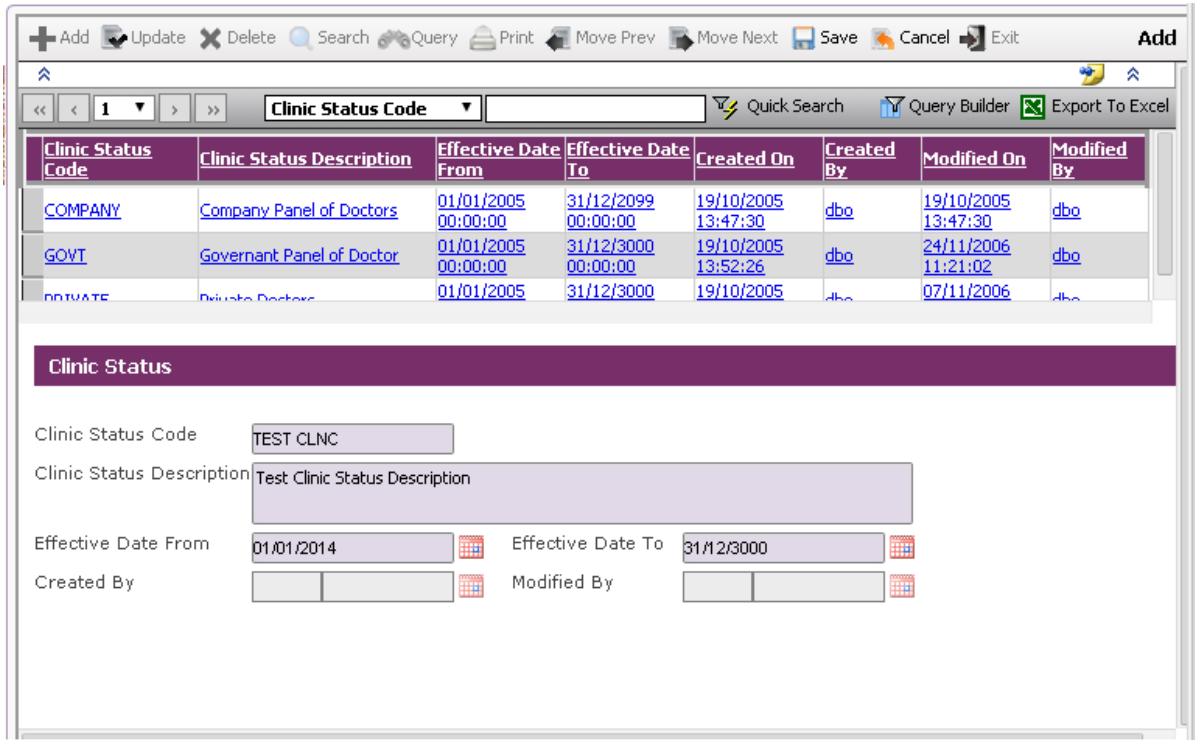 Add Update Delete Search Query Print Move Prev Move Next Save Cancel Exit Add
<< < 1 > >> Clinic Status Code Quick Search Query Builder Export To Excel
Clinic Status Code Clinic Status Description Effective Date From Effective Date To Created On Created By Modified On Modified By
COMPANY Company Panel of Doctors 01/01/2005 00:00:00 31/12/2099 00:00:00 19/10/2005 13:47:30 dbo 19/10/2005 13:47:30 dbo
GOVT Governant Panel of Doctor 01/01/2005 00:00:00 31/12/3000 00:00:00 19/10/2005 13:52:26 dbo 24/11/2006 11:21:02 dbo
PRIVATE Private Doctors 01/01/2005 31/12/3000 19/10/2005 dbo 07/11/2006 dbo
Clinic Status
Clinic Status Code TEST CLNC
Clinic Status Description Test Clinic Status Description
Effective Date From 01/01/2014 Effective Date To 31/12/3000
Created By Modified By